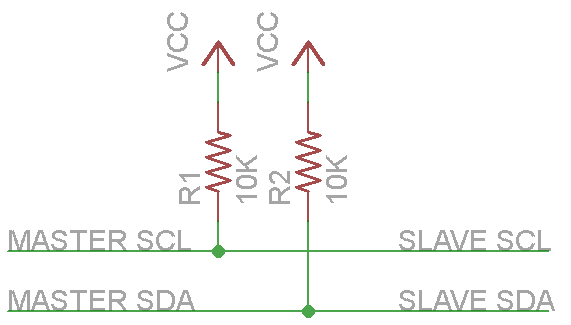 VCC
VCC
R1
10K
R2
10K
MASTER SCL
SLAVE SCL
MASTER SDA
SLAVE SDA